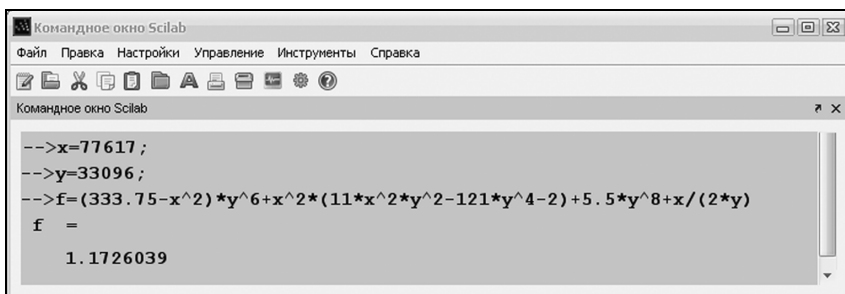 Командное окно Scilab
Файл Правка Настройки Управление Инструменты Справка
Командное окно Scilab
-->x=77617;
-->y=33096;
-->f=(333.75-x^2)*y^6+x^2*(11*x^2*y^2-121*y^4-2)+5.5*y^8+x/(2*y)
f =
1.1726039